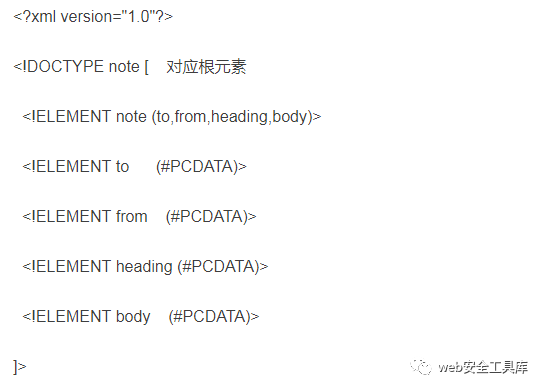 <?xml version="1.0"?>
<!DOCTYPE note [    对应根元素
<!ELEMENT note (to,from,heading,body)>
<!ELEMENT to      (#PCDATA)>
<!ELEMENT from    (#PCDATA)>
<!ELEMENT heading (#PCDATA)>
<!ELEMENT body    (#PCDATA)>
]>
web安全工具库